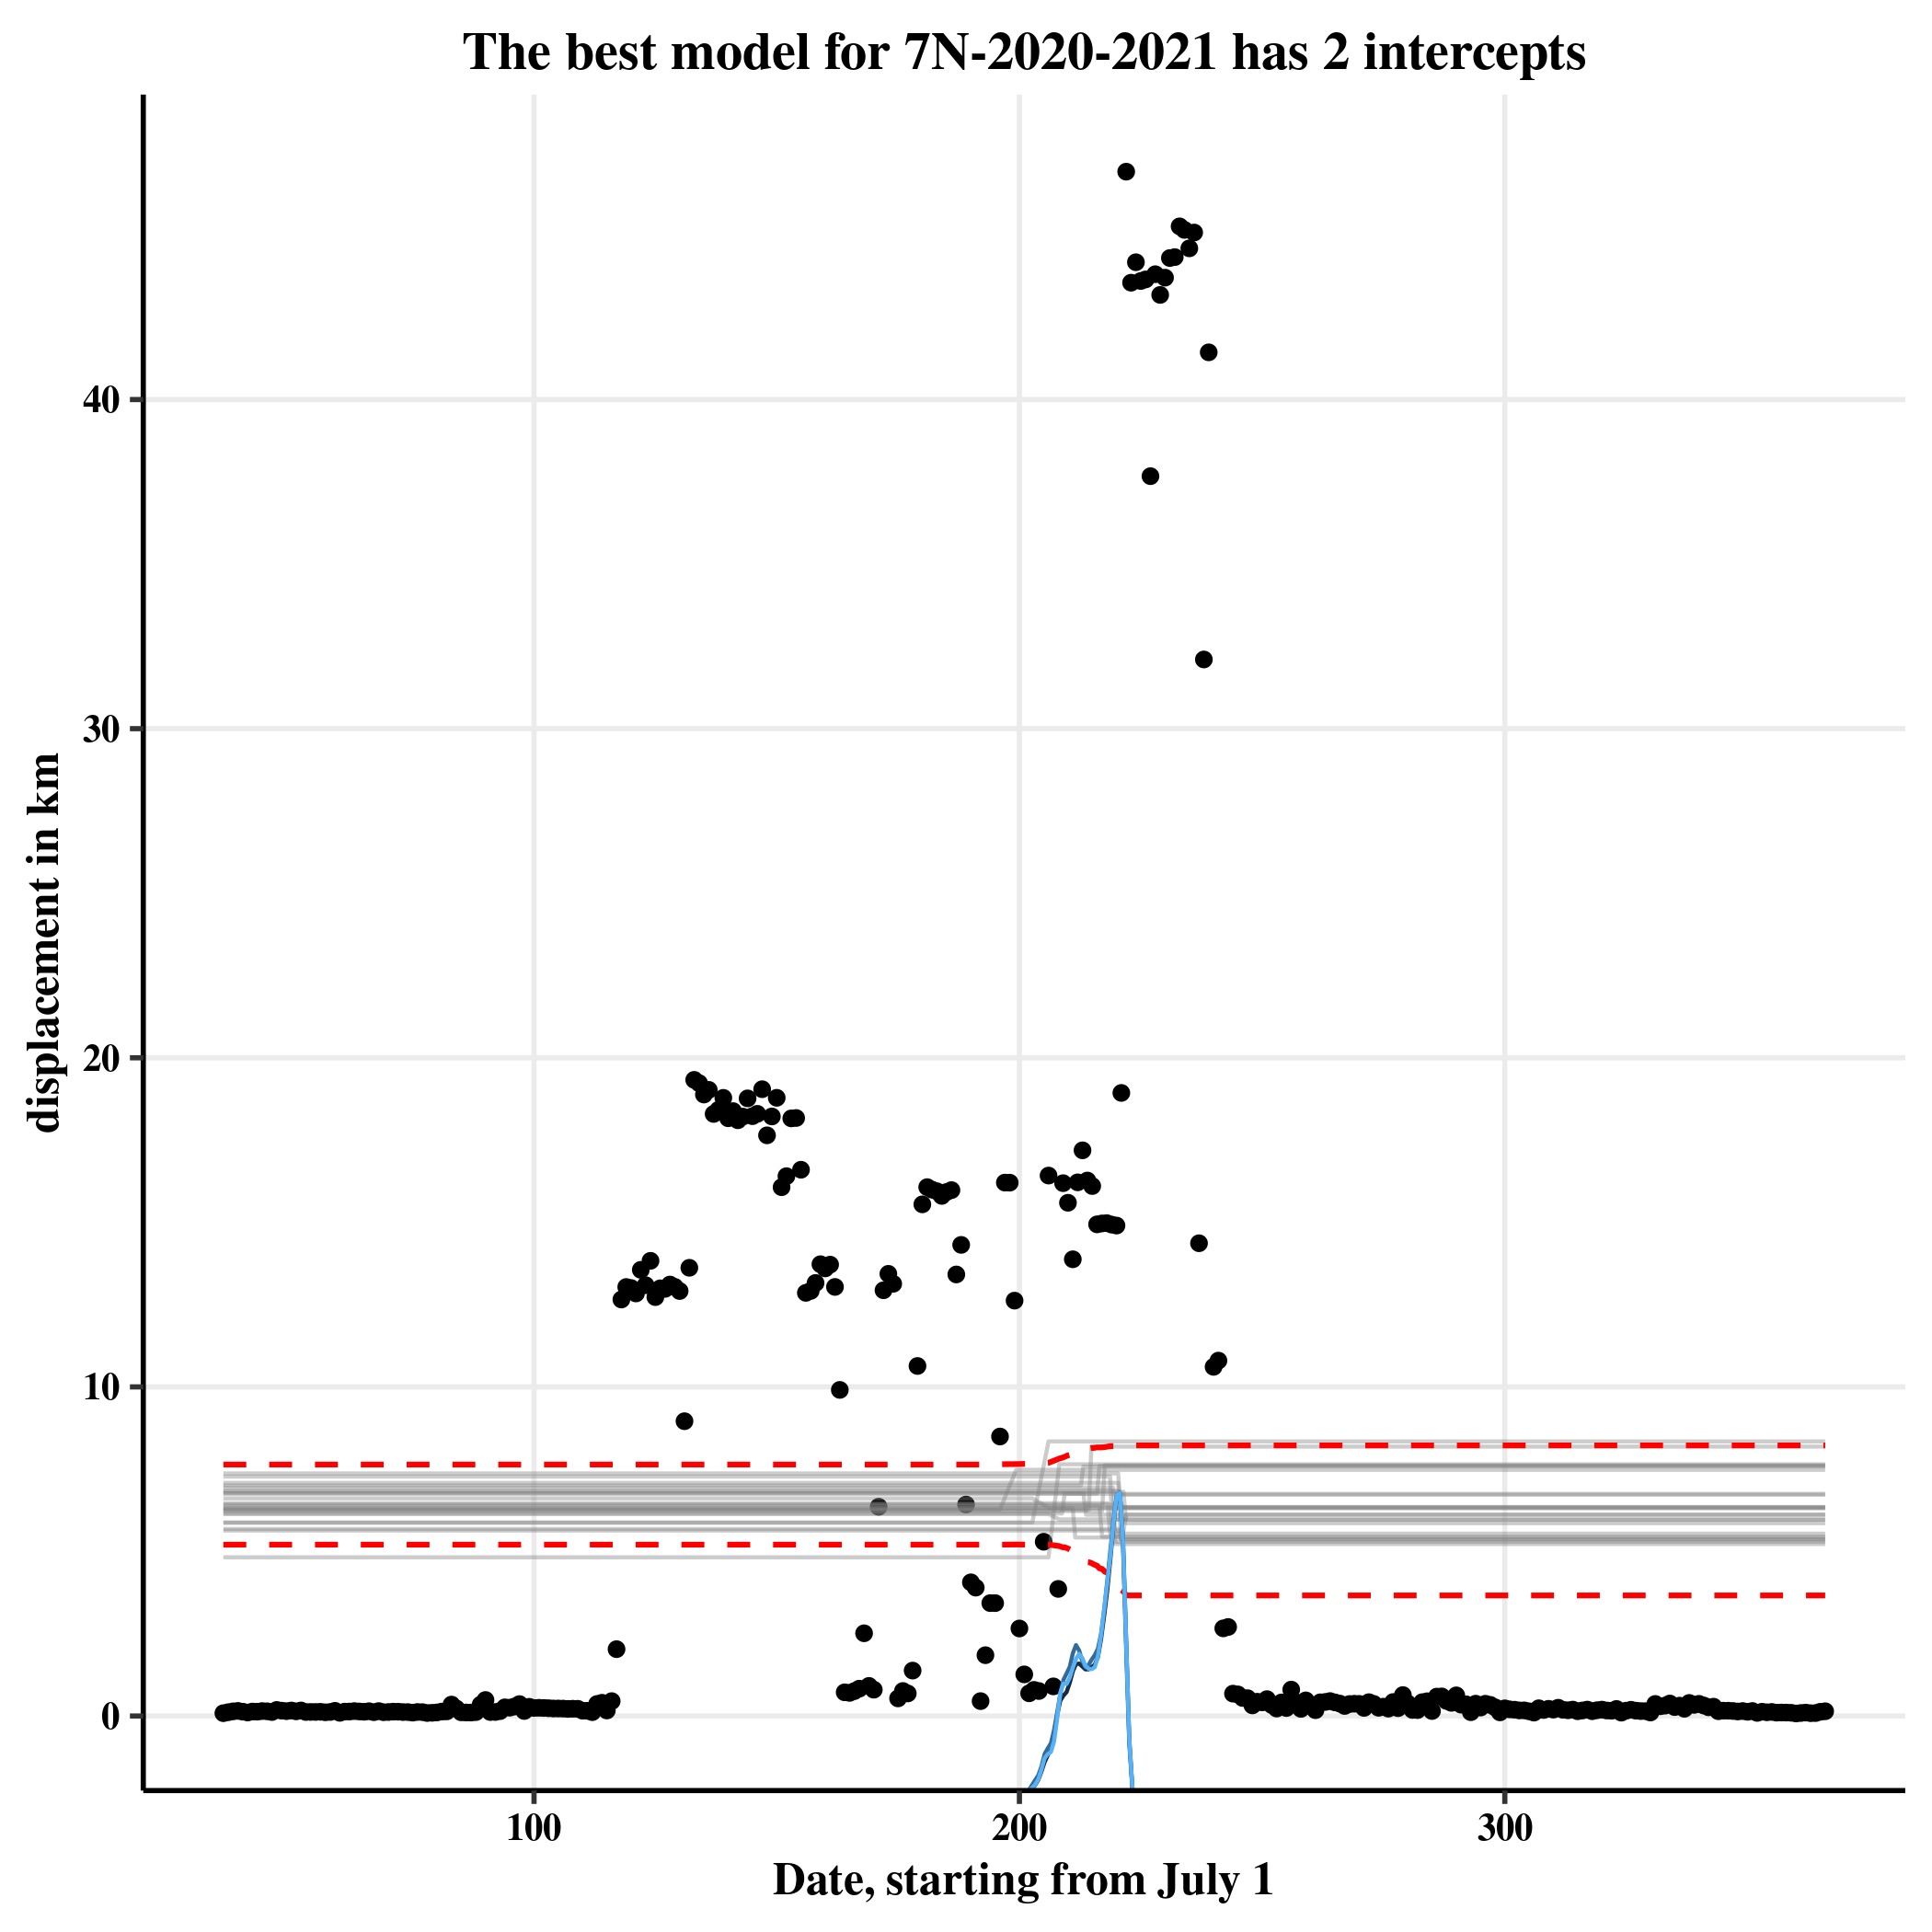 The best model for 7N-2020-2021 has 2 intercepts
displacement in km
40
30
20
10
0
100 200 300
Date, starting from July 1